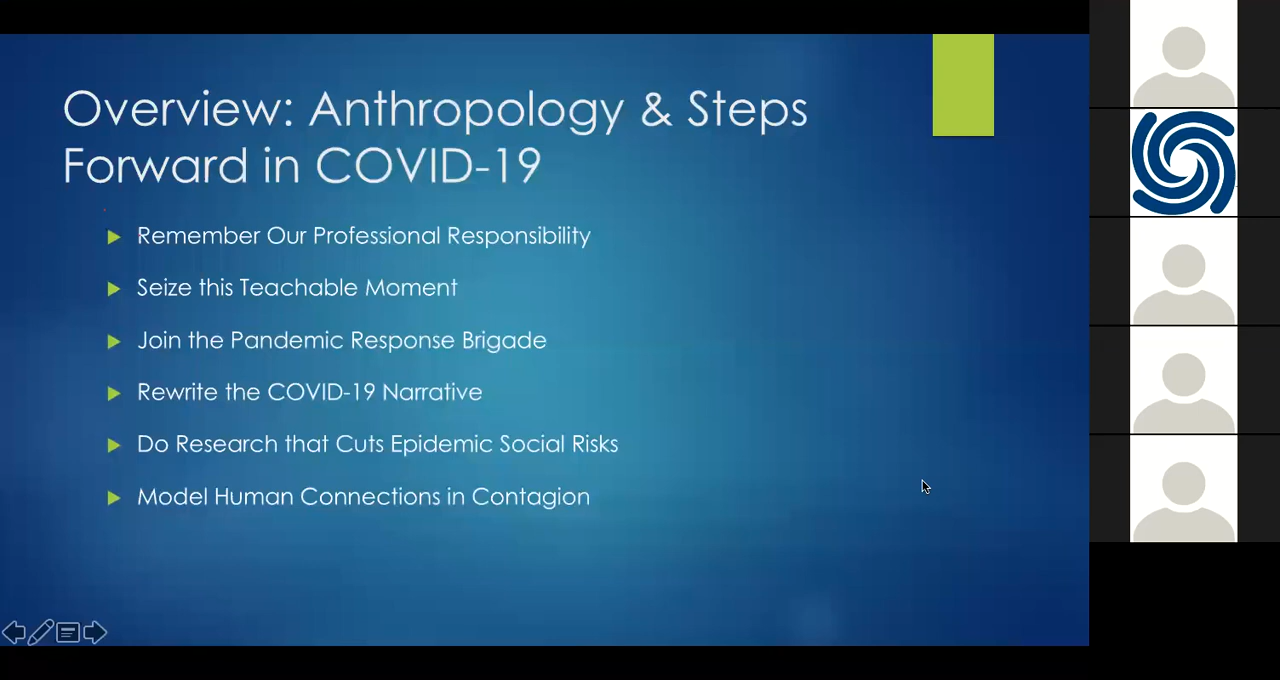 Overview: Anthropology & Steps
Forward in COVID-19
Remember Our Professional Responsibility
Seize this Teachable Moment
Join the Pandemic Response Brigade
Rewrite the COVID-19 Narrative
Do Research that Cuts Epidemic Social Risks
Model Human Connections in Contagion